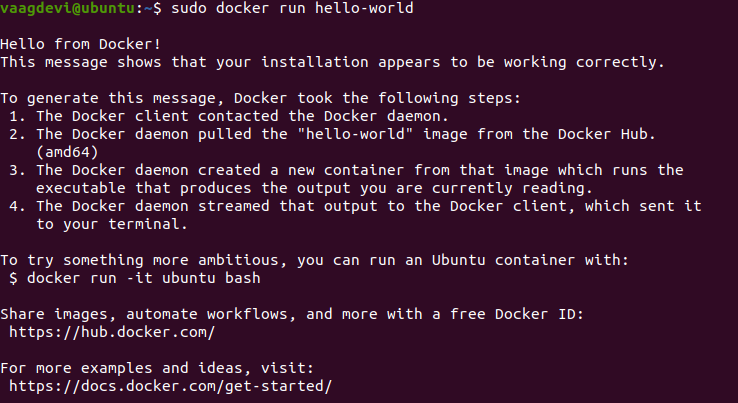 vaagdevi@ubuntu:~$ sudo docker run hello-world
Hello from Docker!
This message shows that your installation appears to be working correctly.
To generate this message, Docker took the following steps:
1. The Docker client contacted the Docker daemon.
2. The Docker daemon pulled the "hello-world" image from the Docker Hub.
(amd64)
3. The Docker daemon created a new container from that image which runs the
executable that produces the output you are currently reading.
4. The Docker daemon streamed that output to the Docker client, which sent it
to your terminal.
To try something more ambitious, you can run an Ubuntu container with:
$ docker run -it ubuntu bash
Share images, automate workflows, and more with a free Docker ID:
https://hub.docker.com/
For more examples and ideas, visit:
https://docs.docker.com/get-started/